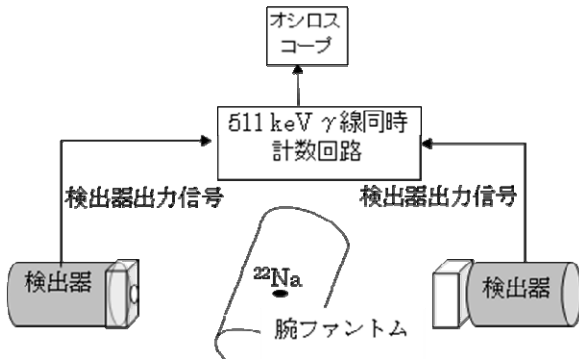 オシロス
コープ
511 keV γ線同時
計数回路
検出器出力信号
検出器出力信号
検出器
²²Na
検出器
腕ファントム